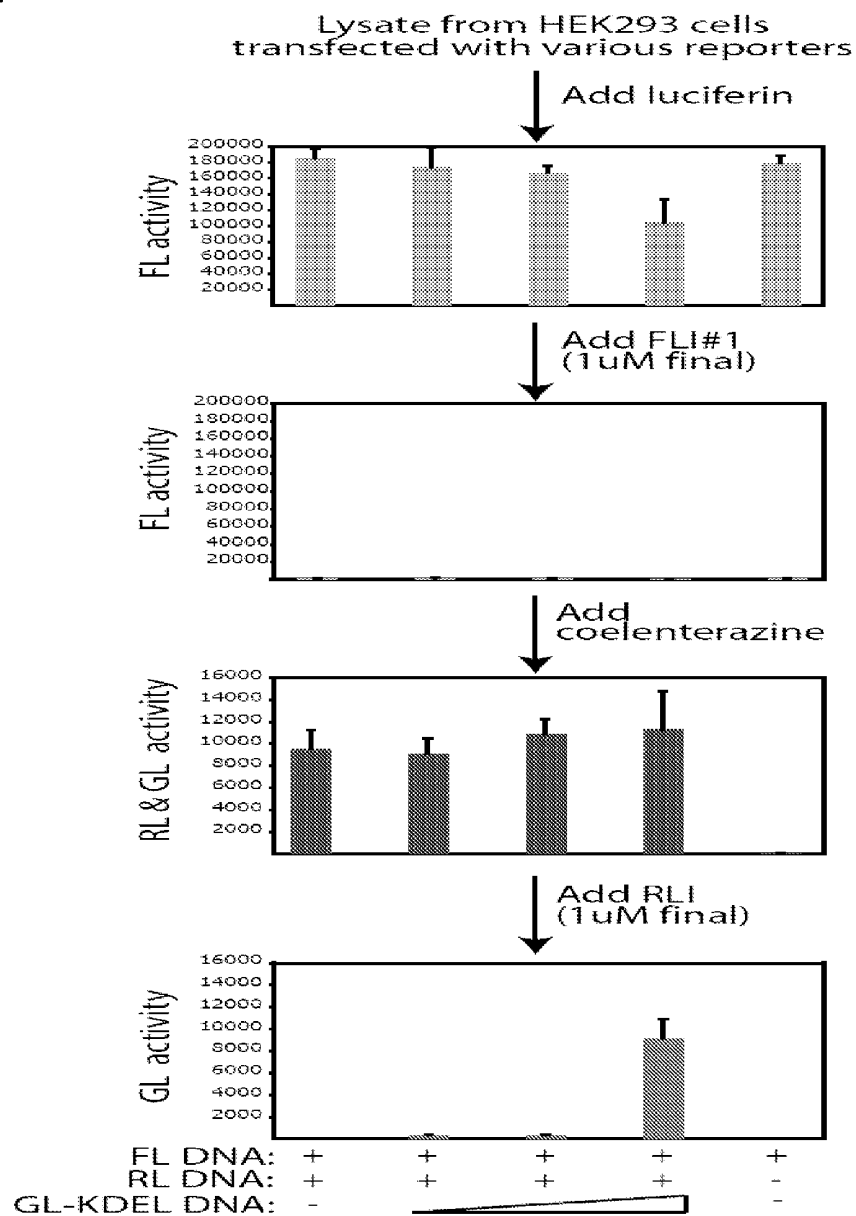 Lysate from HEK293 cells
transfected with various reporters
Add luciferin
FL activity
200000
180000
160000
140000
120000
100000
80000
60000
40000
20000
Add FLI#1
(1uM final)
FL activity
200000
180000
160000
140000
120000
100000
80000
60000
40000
20000
Add
coelenterazine
RL & GL activity
16000
14000
12000
10000
8000
6000
4000
2000
Add RLI
(1uM final)
GL activity
16000
14000
12000
10000
8000
6000
4000
2000
FL DNA: + + + + +
RL DNA: + + + + -
GL-KDEL DNA: - -